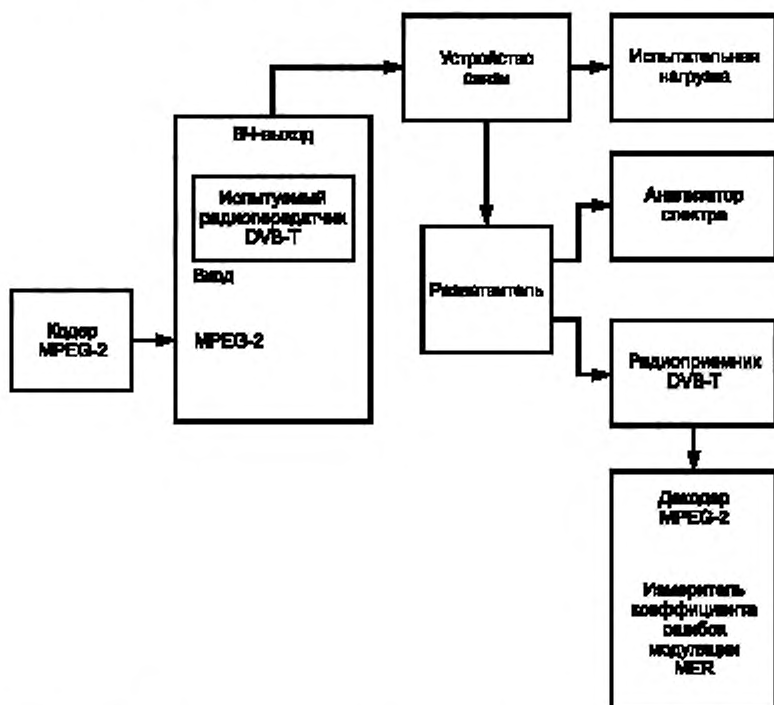 Устройство
связи
Испытательная
нагрузка
ВЧ-выход
Испытуемый
радиопередатчик
DVB-T
Вход
MPEG-2
Кодер
MPEG-2
Анализатор
спектра
Разветвитель
Радиоприемник
DVB-T
Декодер
MPEG-2
Измеритель
коэффициента
ошибок
модуляции
MER